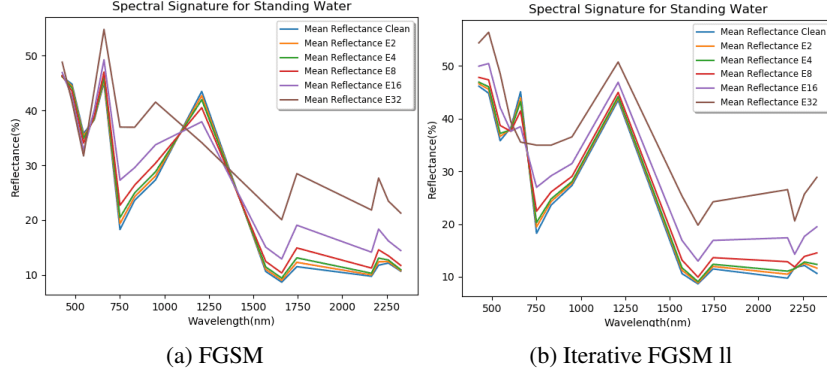 Spectral Signature for Standing Water
Mean Reflectance Clean
Mean Reflectance E2
Mean Reflectance E4
Mean Reflectance E8
Mean Reflectance E16
Mean Reflectance E32
Reflectance(%)
50
40
30
20
10
500 750 1000 1250 1500 1750 2000 2250
Wavelength(nm)
(a) FGSM
Spectral Signature for Standing Water
Mean Reflectance Clean
Mean Reflectance E2
Mean Reflectance E4
Mean Reflectance E8
Mean Reflectance E16
Mean Reflectance E32
Reflectance(%)
50
40
30
20
10
500 750 1000 1250 1500 1750 2000 2250
Wavelength(nm)
(b) Iterative FGSM ll